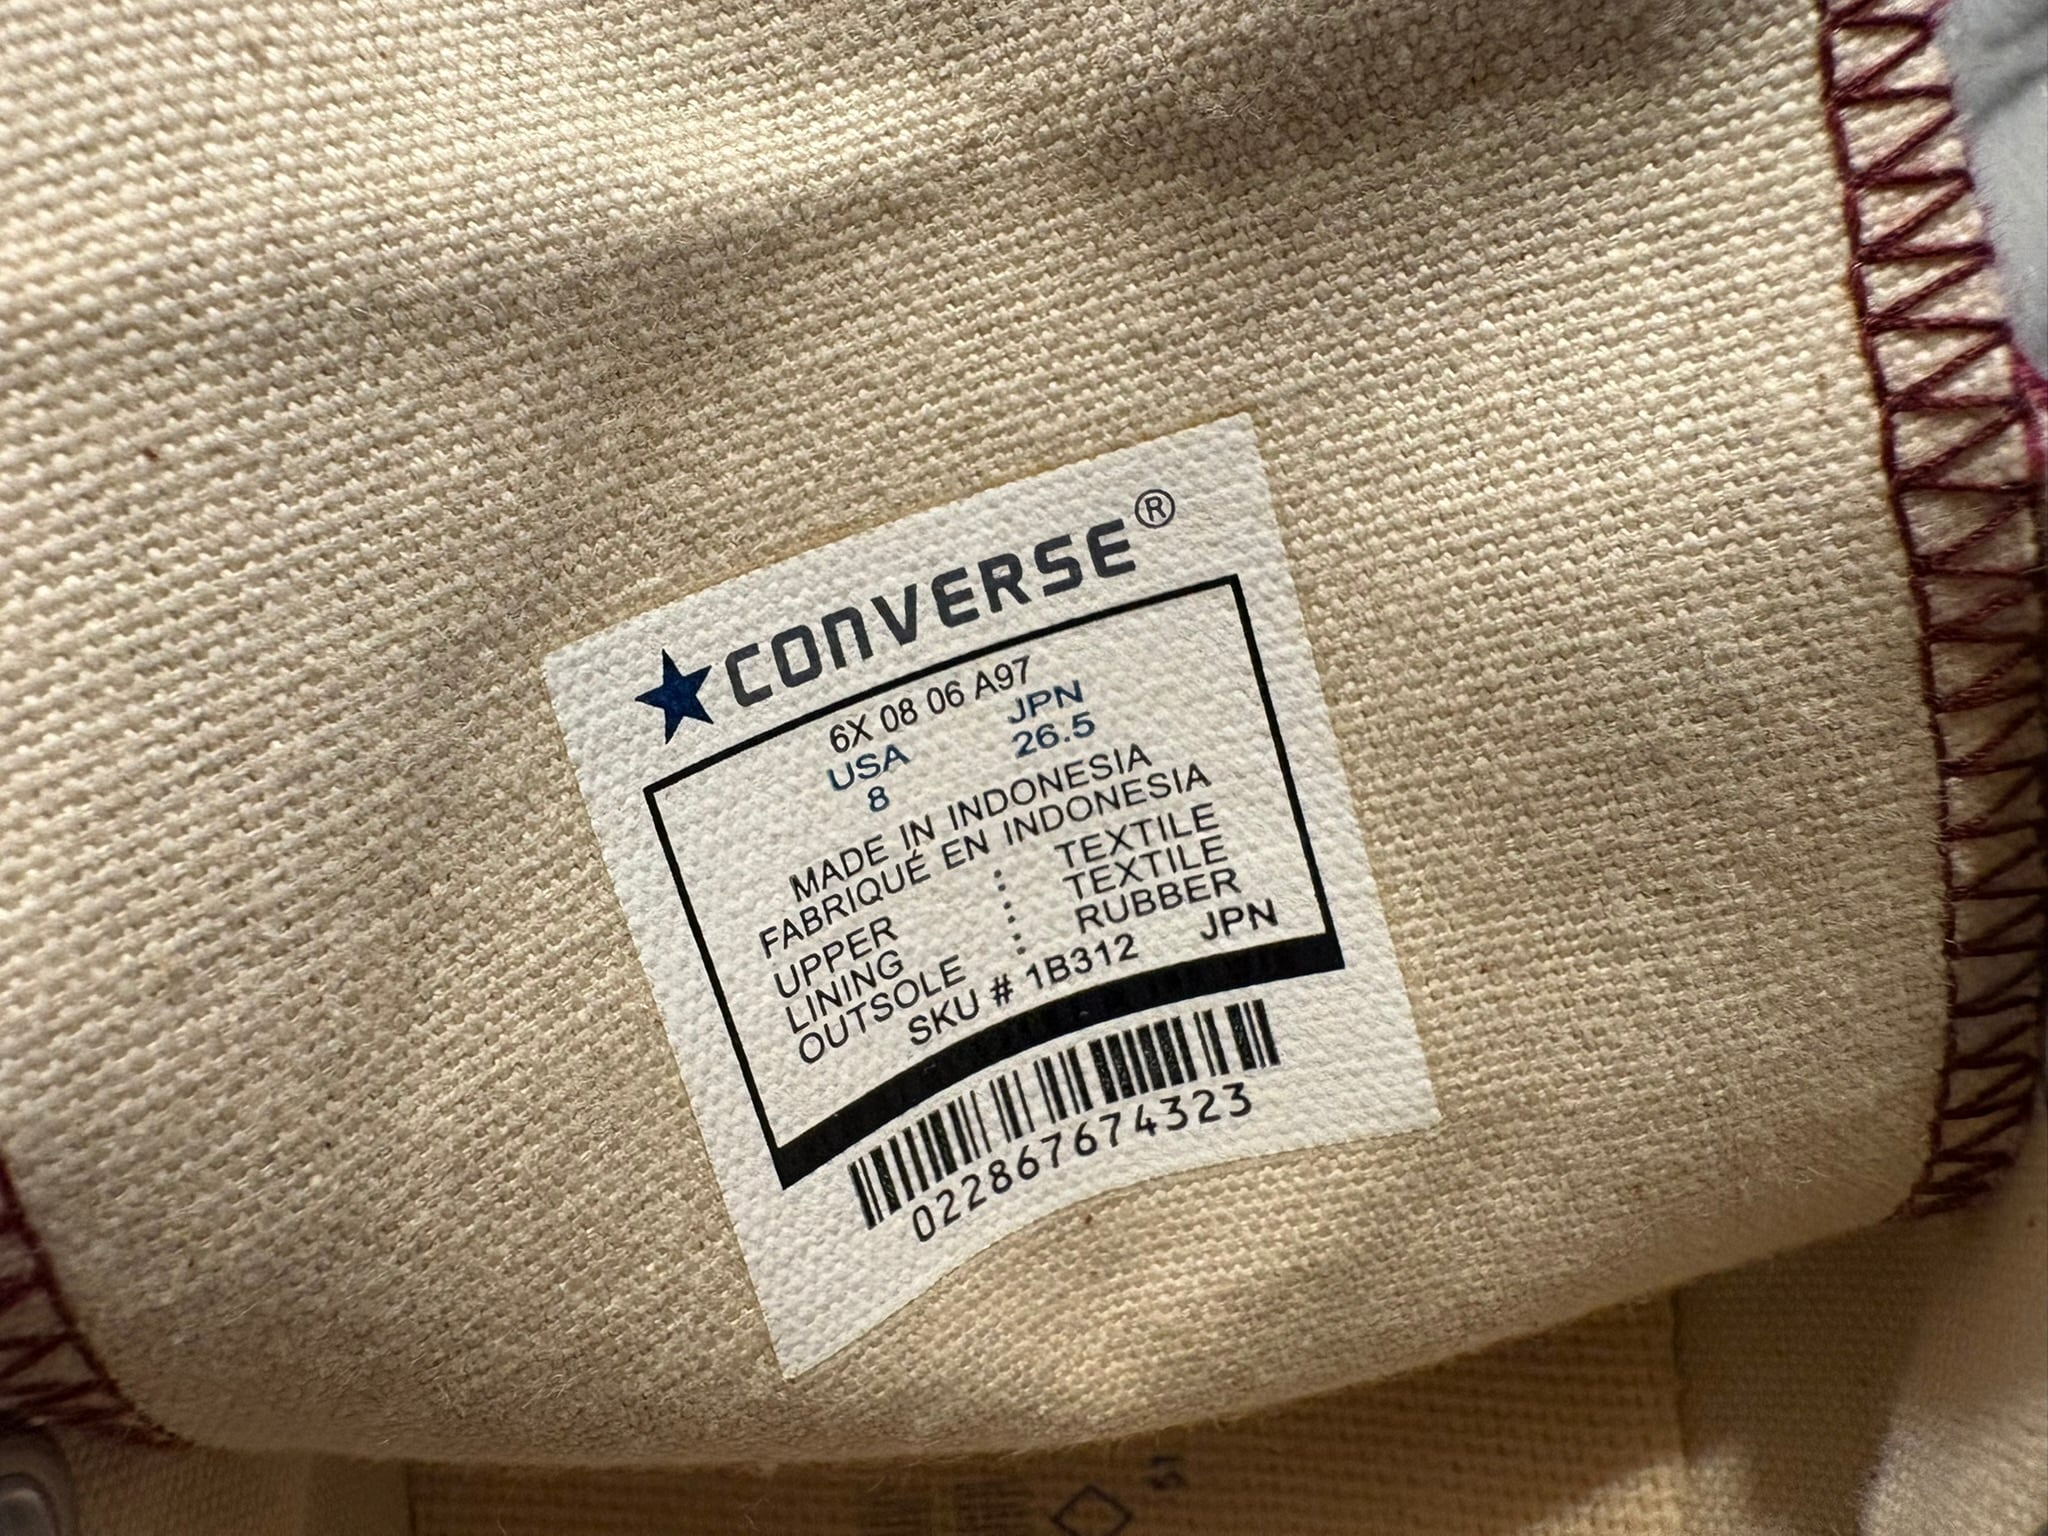 CONVERSE®
6X 08 06 A97
USA JPN
8 26.5
MADE IN INDONESIA
FABRIQUÉ EN INDONESIA
UPPER : TEXTILE
LINING : TEXTILE
OUTSOLE : RUBBER
SKU # 1B312 JPN
022867674323
51